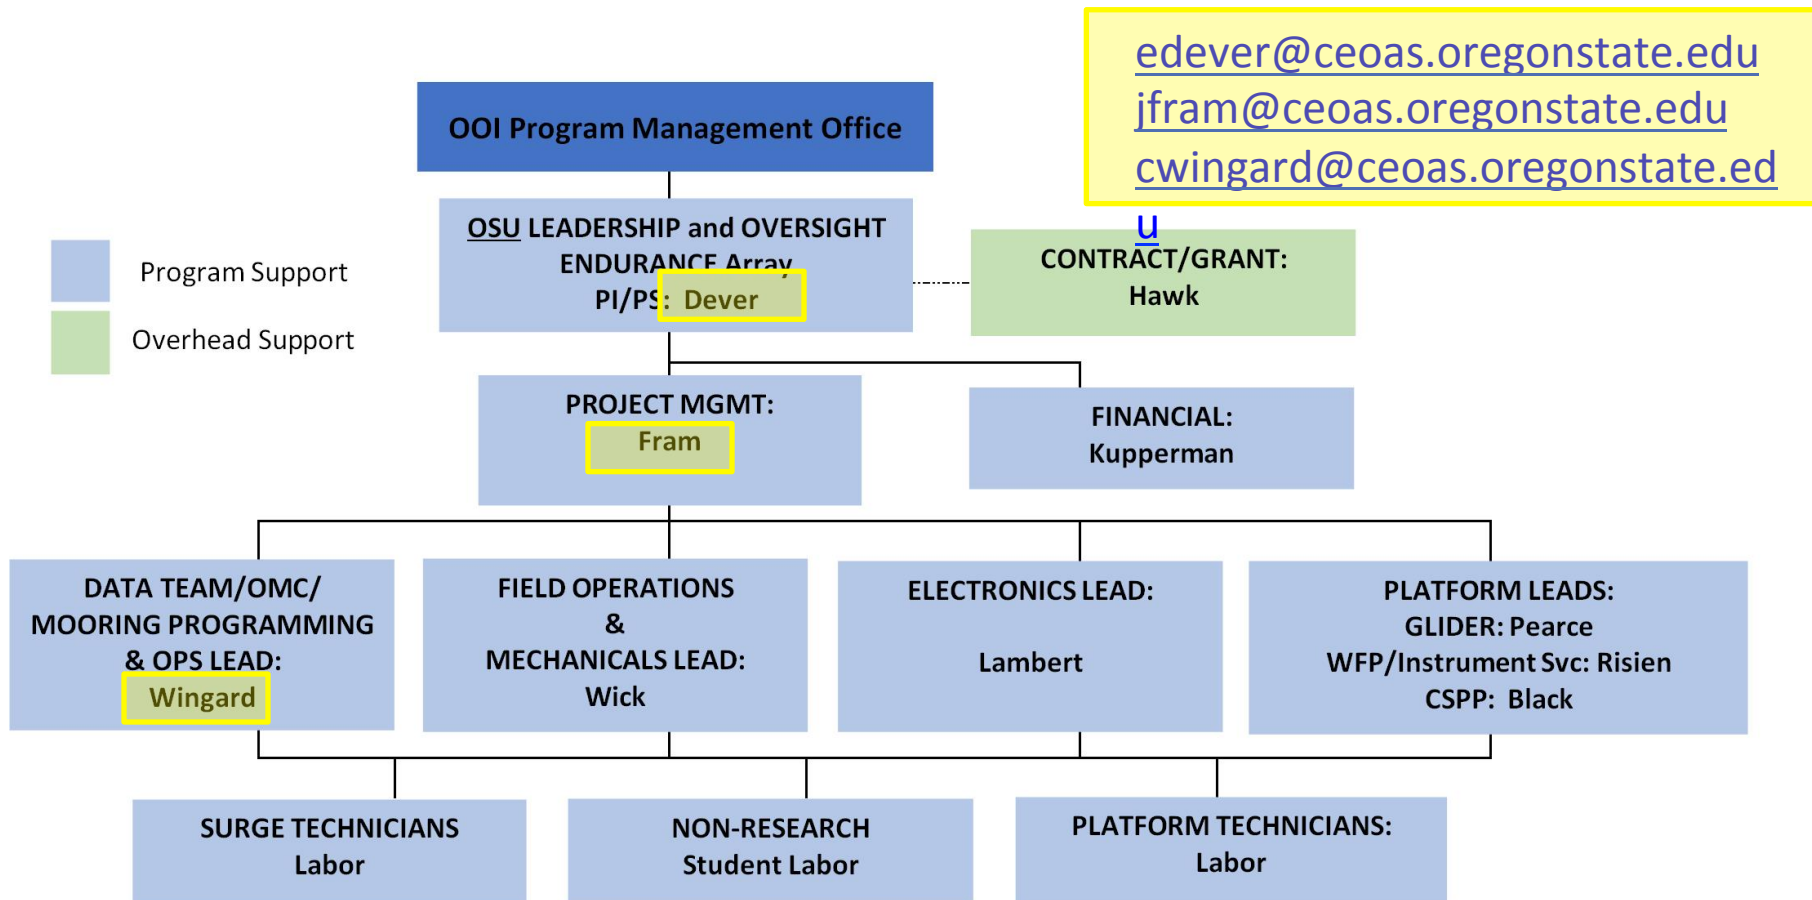 edever@ceoas.oregonstate.edu
jfram@ceoas.oregonstate.edu
cwingard@ceoas.oregonstate.ed
u
OOI Program Management Office
OSU LEADERSHIP and OVERSIGHT
ENDURANCE Array
PI/PS: Dever
CONTRACT/GRANT:
Hawk
Program Support
Overhead Support
PROJECT MGMT:
Fram
FINANCIAL:
Kupperman
DATA TEAM/OMC/
MOORING PROGRAMMING
& OPS LEAD:
Wingard
FIELD OPERATIONS
&
MECHANICALS LEAD:
Wick
ELECTRONICS LEAD:
Lambert
PLATFORM LEADS:
GLIDER: Pearce
WFP/Instrument Svc: Risien
CSPP: Black
SURGE TECHNICIANS
Labor
NON-RESEARCH
Student Labor
PLATFORM TECHNICIANS:
Labor